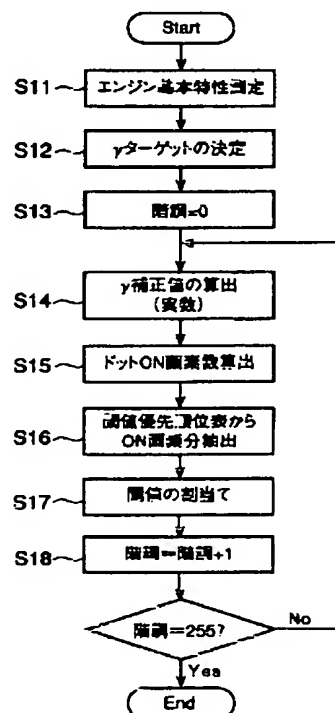 Start
S11 エンジン基本特性測定
S12 γターゲットの決定
S13 階調=0
S14 γ補正値の算出
(実数)
S15 ドットON画素数算出
S16 閾値優先順位表から
ON画素分抽出
S17 閾値の割当て
S18 階調=階調+1
階調=255?
No
Yes
End